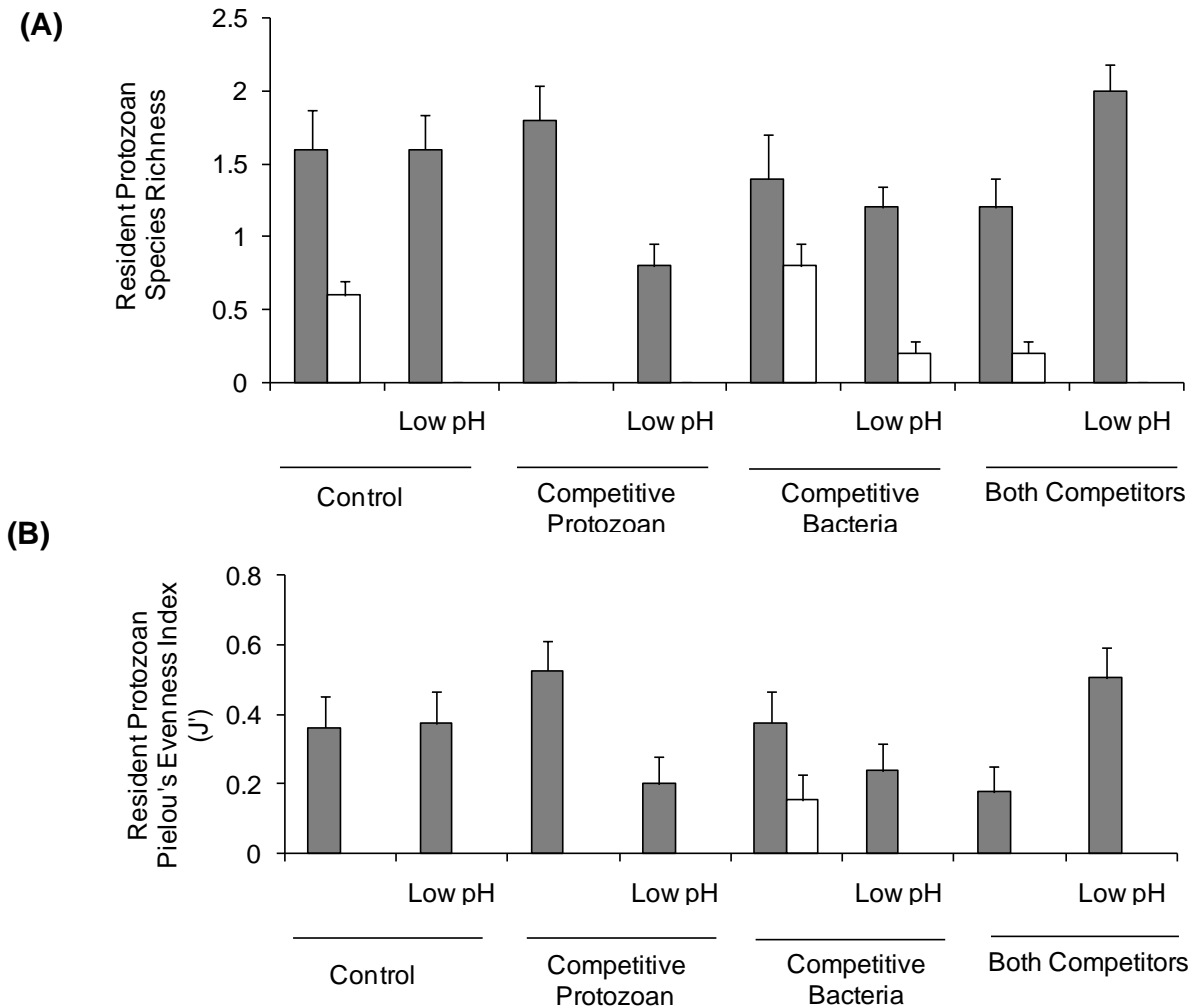 (A)
Resident Protozoan
Species Richness
2.5
2
1.5
1
0.5
0
Low pH
Low pH
Low pH
Low pH
Control
Competitive
Protozoan
Competitive
Bacteria
Both Competitors
(B)
Resident Protozoan
Pielou's Evenness Index
(J')
0.8
0.6
0.4
0.2
0
Low pH
Low pH
Low pH
Low pH
Control
Competitive
Protozoan
Competitive
Bacteria
Both Competitors